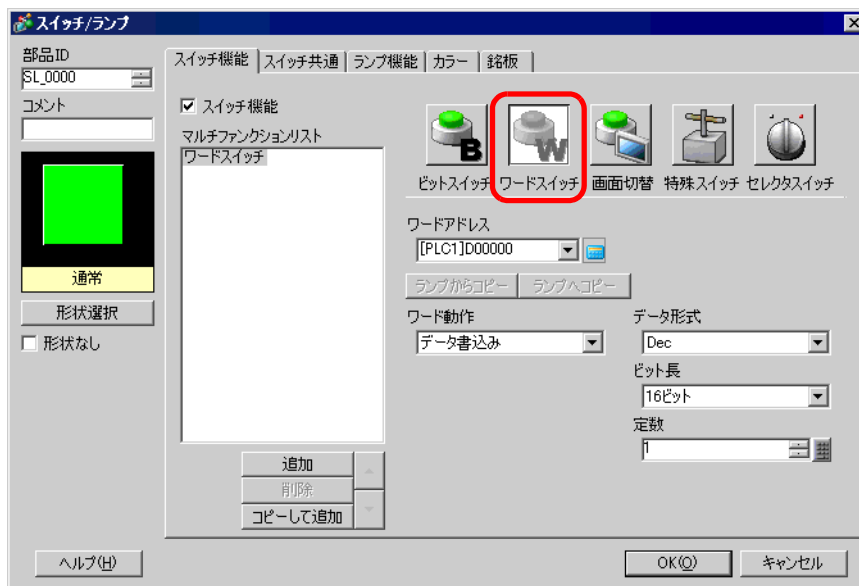 スイッチ/ランプ
部品ID
SL_0000
コメント
通常
形状選択
形状なし
スイッチ機能 スイッチ共通 ランプ機能 カラー 銘板
スイッチ機能
マルチファンクションリスト
ワードスイッチ
追加
削除
コピーして追加
B W
ビットスイッチ ワードスイッチ 画面切替 特殊スイッチ セレクタスイッチ
ワードアドレス
[PLC1]D00000
ランプからコピー ランプへコピー
ワード動作
データ書込み
データ形式
Dec
ビット長
16ビット
定数
1
ヘルプ(H) OK(O) キャンセル